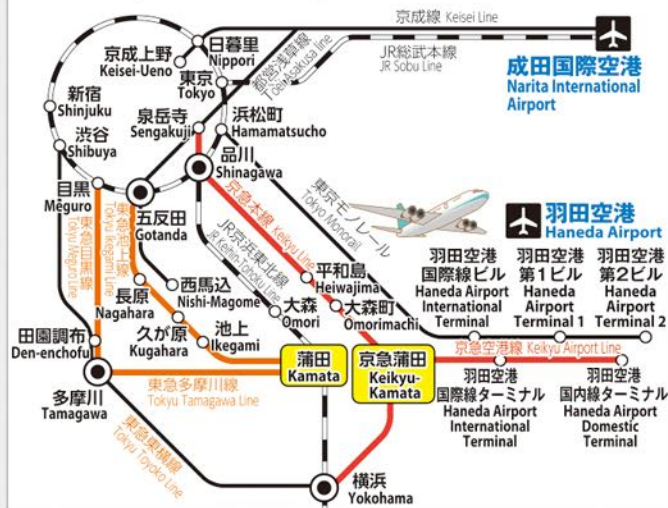 京成線 Keisei Line
JR総武本線
JR Sobu Line
成田国際空港
Narita International
Airport
日暮里
Nippori
京成上野
Keisei-Ueno
東京
Tokyo
都営浅草線
Toei Asakusa line
新宿
Shinjuku
泉岳寺
Sengakuji
浜松町
Hamamatsucho
渋谷
Shibuya
品川
Shinagawa
目黒
Meguro
五反田
Gotanda
東急目黒線
Tokyu Meguro Line
東急池上線
Tokyu Ikegami Line
JR京浜東北線
JR Keihin-Tohoku Line
京急本線 Keikyu Line
東京モノレール
Tokyo Monorail
羽田空港
Haneda Airport
羽田空港
国際線ビル
Haneda Airport
International
Terminal
羽田空港
第1ビル
Haneda
Airport
Terminal 1
羽田空港
第2ビル
Haneda
Airport
Terminal 2
平和島
Heiwajima
西馬込
Nishi-Magome
長原
Nagahara
大森
Omori
大森町
Omorimachi
久が原
Kugahara
池上
Ikegami
田園調布
Den-enchofu
蒲田
Kamata
京急蒲田
Keikyu-
Kamata
京急空港線 Keikyu Airport Line
羽田空港
国際線ターミナル
Haneda Airport
International
Terminal
羽田空港
国内線ターミナル
Haneda Airport
Domestic
Terminal
多摩川
Tamagawa
東急多摩川線
Tokyu Tamagawa Line
東急東横線
Tokyu Toyoko Line
横浜
Yokohama